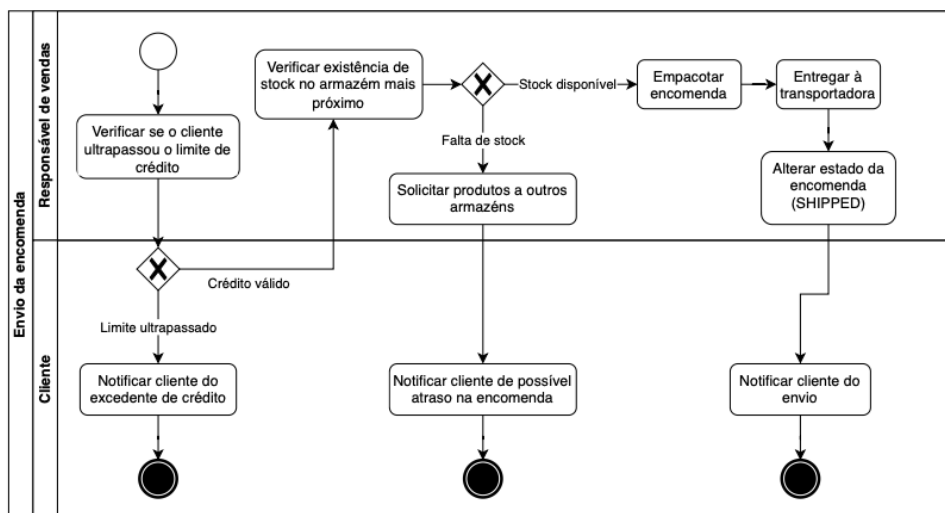 Envio da encomenda
Responsável de vendas
Verificar se o cliente
ultrapassou o limite de
crédito
Verificar existência de
stock no armazém mais
próximo
Stock disponível
Empacotar
encomenda
Entregar à
transportadora
Falta de stock
Solicitar produtos a outros
armazéns
Alterar estado da
encomenda
(SHIPPED)
Cliente
Crédito válido
Limite ultrapassado
Notificar cliente do
excedente de crédito
Notificar cliente de possível
atraso na encomenda
Notificar cliente do
envio